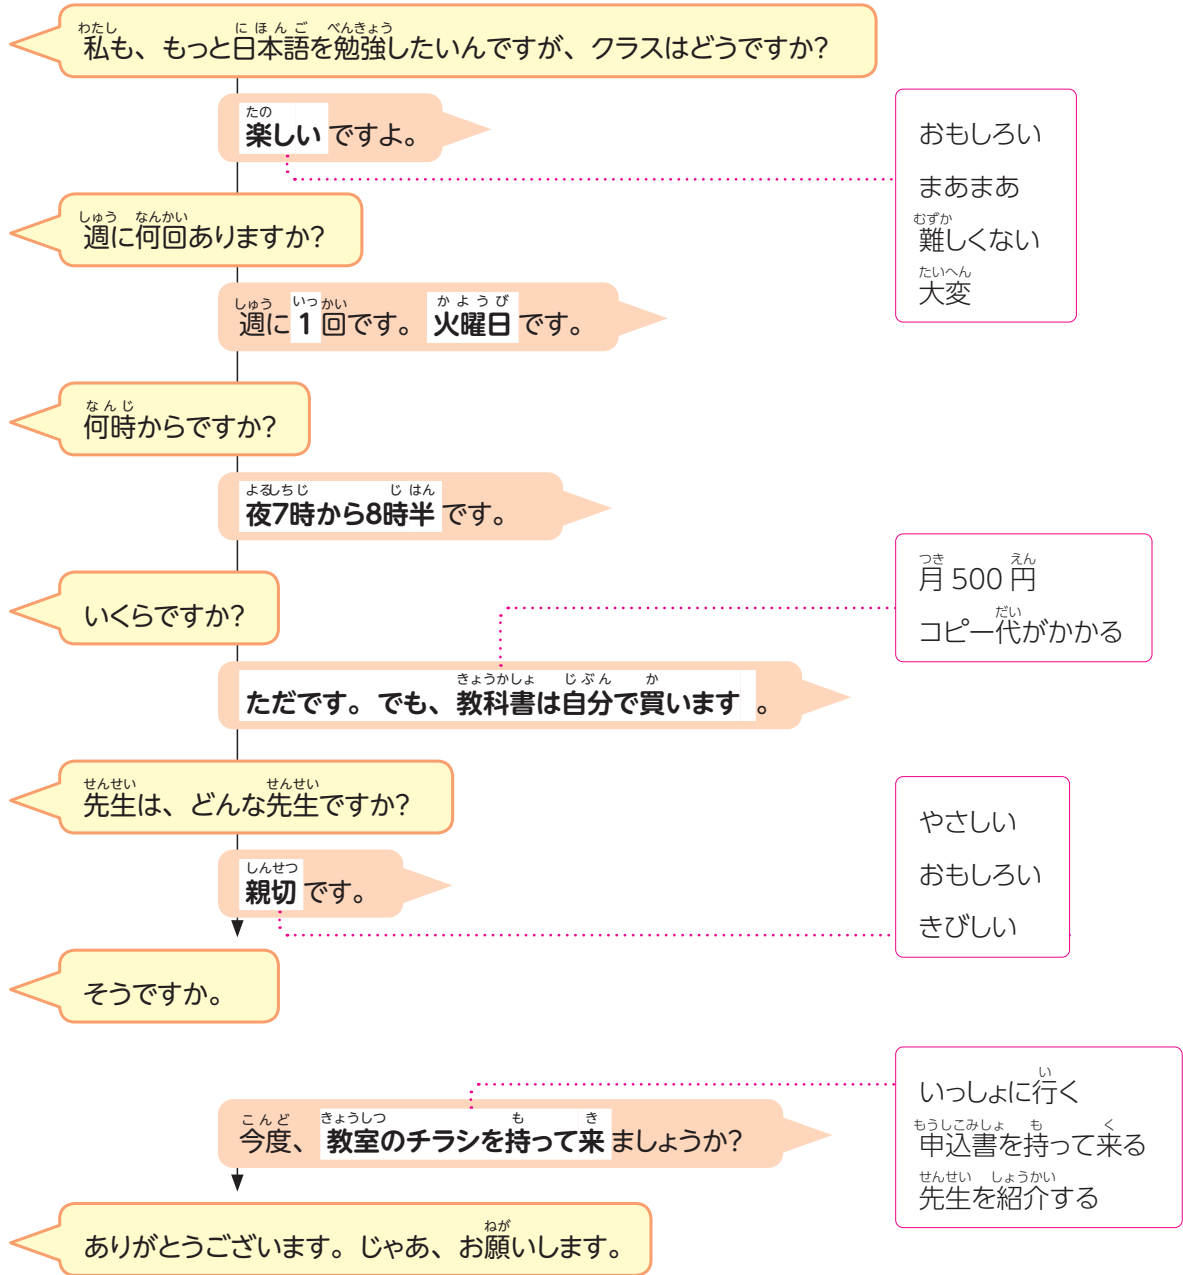 私も、もっと日本語を勉強したいんですが、クラスはどうですか?
楽しいですよ。
おもしろい
まあまあ
難しくない
大変
週に何回ありますか?
週に1回です。火曜日です。
何時からですか?
夜7時から8時半です。
いくらですか?
月500円
コピー代がかかる
ただです。でも、教科書は自分で買います。
先生は、どんな先生ですか?
親切です。
やさしい
おもしろい
きびしい
そうですか。
今度、教室のチラシを持って来ましょうか?
いっしょに行く
申込書を持って来る
先生を紹介する
ありがとうございます。じゃあ、お願いします。